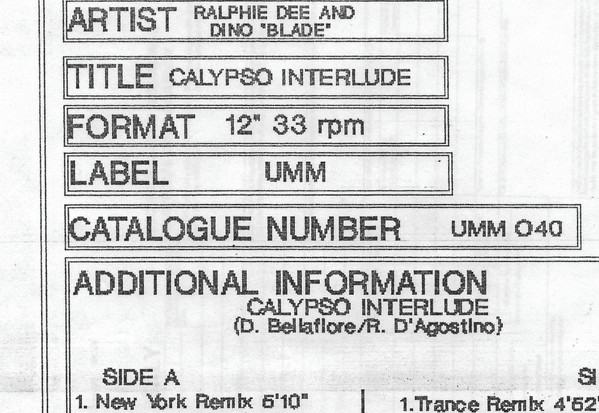 ARTIST RALPHIE DEE AND
DINO "BLADE"
TITLE CALYPSO INTERLUDE
FORMAT 12" 33 rpm
LABEL UMM
CATALOGUE NUMBER UMM 040
ADDITIONAL INFORMATION
CALYPSO INTERLUDE
(D. Bellafiore/R. D'Agostino)
SIDE A SI
1. New York Remix 6'10" 1.Trance Remix 4'52"